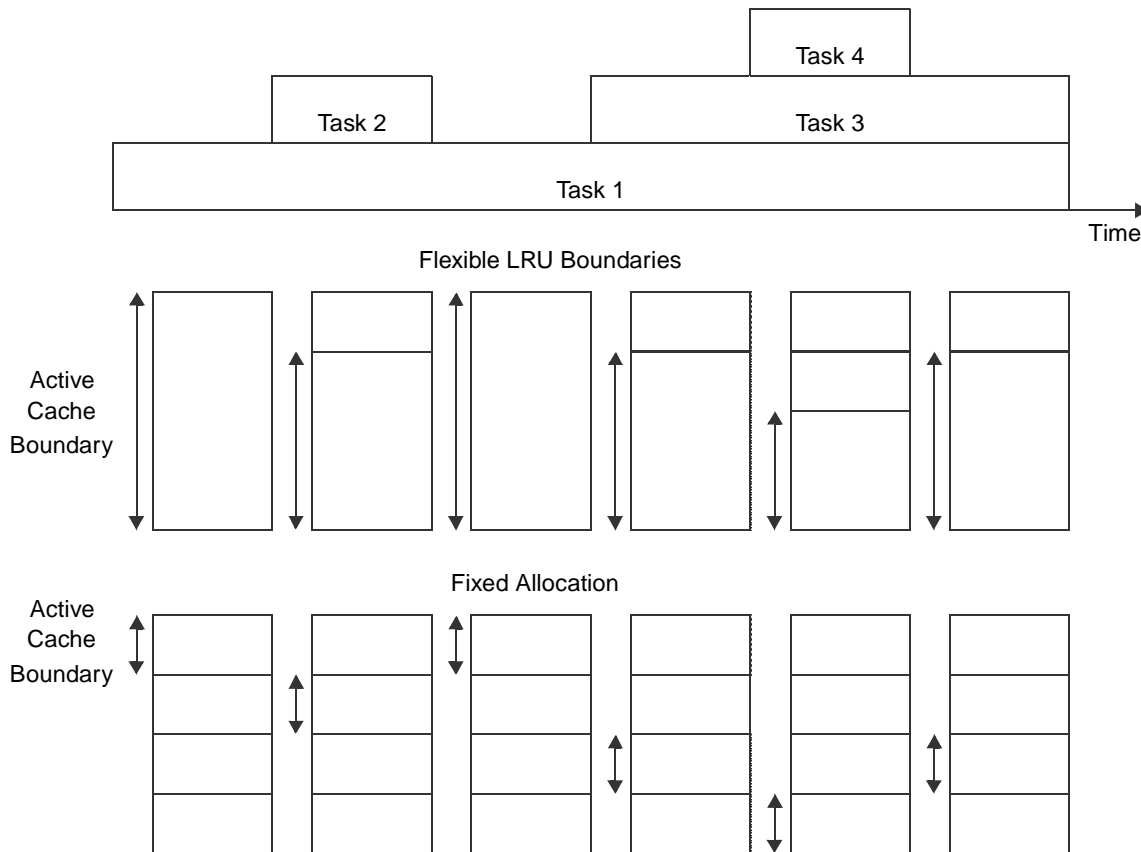 Task 4
Task 2
Task 3
Task 1
Time
Flexible LRU Boundaries
Active
Cache
Boundary
Fixed Allocation
Active
Cache
Boundary